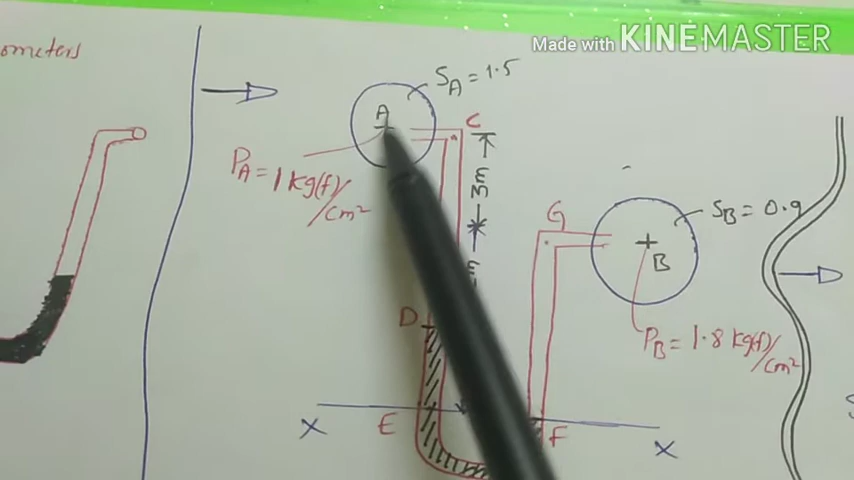 Made with KINEMASTER
ometers
A
S_A = 1.5
C
P_A = 1 kg(f)/
/cm²
3m
m
G
S_B = 0.9
B
D
P_B = 1.8 kg(f)/
/cm²
X
E
F
X